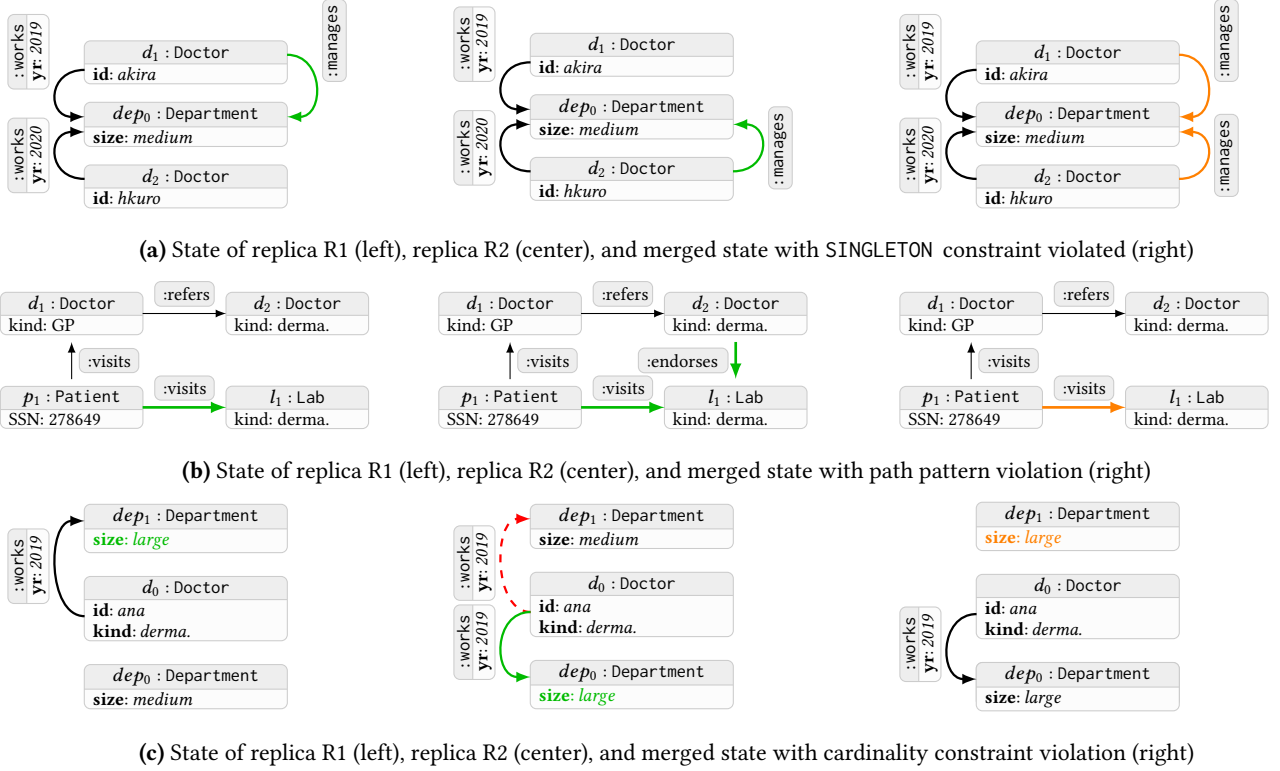 :works
yr: 2019
d1 : Doctor
id: akira
:manages
dep0 : Department
size: medium
:works
yr: 2020
d2 : Doctor
id: hkuro
:works
yr: 2019
d1 : Doctor
id: akira
dep0 : Department
size: medium
:works
yr: 2020
d2 : Doctor
id: hkuro
:manages
:works
yr: 2019
d1 : Doctor
id: akira
:manages
dep0 : Department
size: medium
:works
yr: 2020
d2 : Doctor
id: hkuro
:manages
(a) State of replica R1 (left), replica R2 (center), and merged state with SINGLETON constraint violated (right)
d1 : Doctor
kind: GP
:refers
d2 : Doctor
kind: derma.
:visits
p1 : Patient
SSN: 278649
:visits
l1 : Lab
kind: derma.
d1 : Doctor
kind: GP
:refers
d2 : Doctor
kind: derma.
:visits
:endorses
p1 : Patient
SSN: 278649
:visits
l1 : Lab
kind: derma.
d1 : Doctor
kind: GP
:refers
d2 : Doctor
kind: derma.
:visits
p1 : Patient
SSN: 278649
:visits
l1 : Lab
kind: derma.
(b) State of replica R1 (left), replica R2 (center), and merged state with path pattern violation (right)
dep1 : Department
size: large
:works
yr: 2019
d0 : Doctor
id: ana
kind: derma.
dep0 : Department
size: medium
dep1 : Department
size: medium
:works
yr: 2019
d0 : Doctor
id: ana
kind: derma.
:works
yr: 2019
dep0 : Department
size: large
dep1 : Department
size: large
d0 : Doctor
id: ana
kind: derma.
:works
yr: 2019
dep0 : Department
size: large
(c) State of replica R1 (left), replica R2 (center), and merged state with cardinality constraint violation (right)